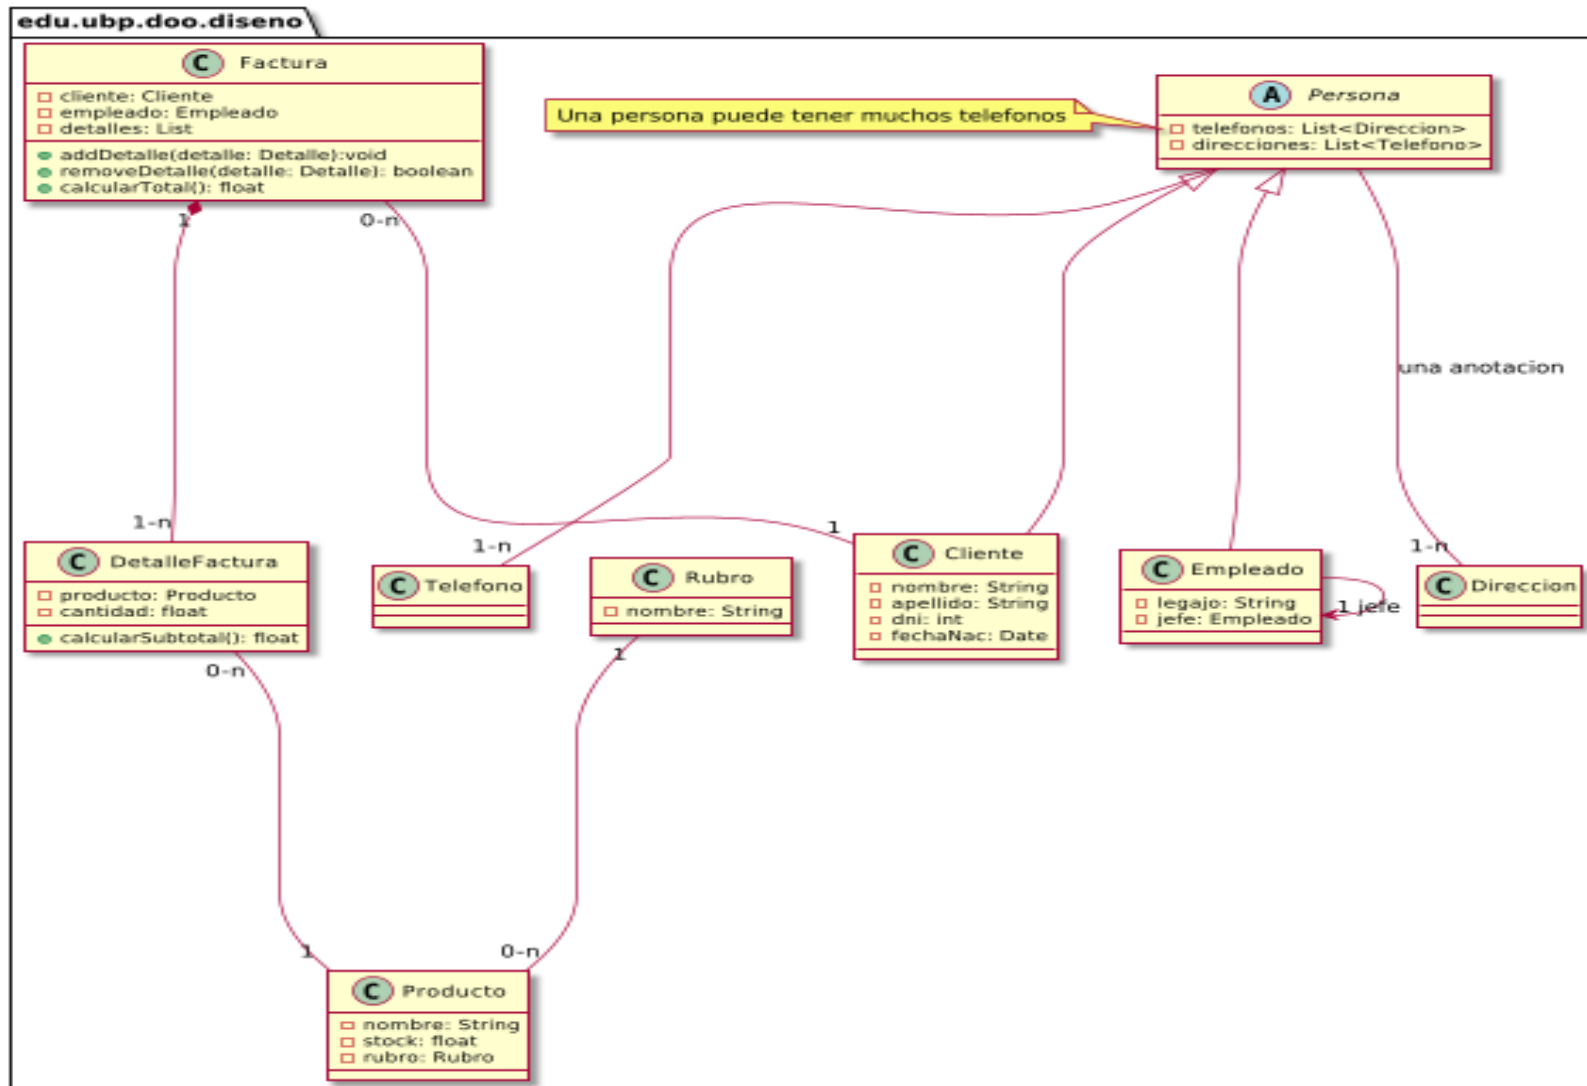 edu.ubp.doo.diseno
C Factura
cliente: Cliente
empleado: Empleado
detalles: List
addDetalle(detalle: Detalle):void
removeDetalle(detalle: Detalle): boolean
calcularTotal(): float
Una persona puede tener muchos telefonos
A Persona
telefonos: List<Direccion>
direcciones: List<Telefono>
1
0-n
una anotacion
1-n
1-n
1
1-n
C DetalleFactura
producto: Producto
cantidad: float
calcularSubtotal(): float
C Telefono
C Rubro
nombre: String
C Cliente
nombre: String
apellido: String
dni: int
fechaNac: Date
C Empleado
legajo: String
jefe: Empleado
1 jefe
C Direccion
0-n
1
1
0-n
C Producto
nombre: String
stock: float
rubro: Rubro